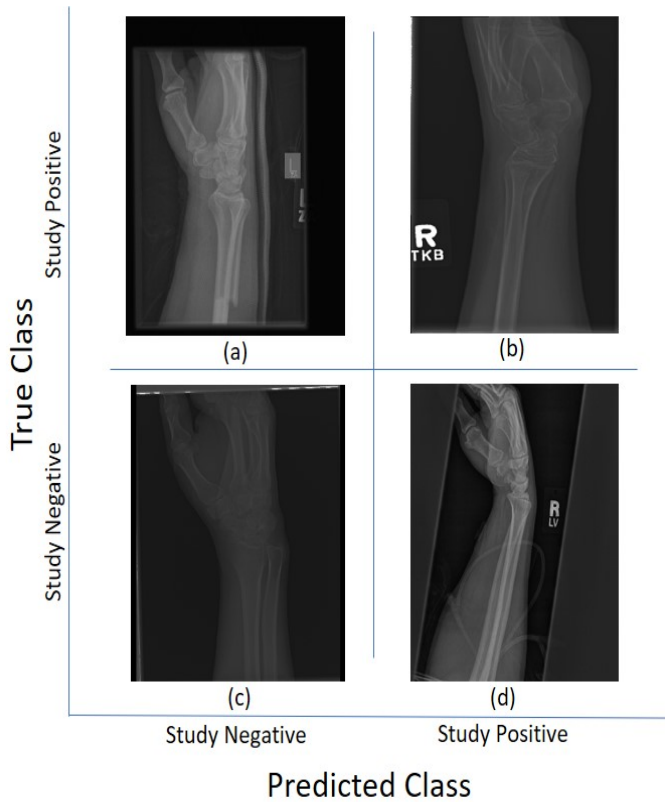 Study Positive
L
R
TKB
(a)
(b)
True Class
Study Negative
R
LV
(c)
(d)
Study Negative
Study Positive
Predicted Class